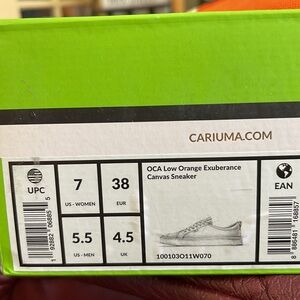 CARIUMA.COM
UPC
7
US - WOMEN
38
EUR
5.5
US - MEN
4.5
UK
OCA Low Orange Exuberance
Canvas Sneaker
100103O11W070
EAN